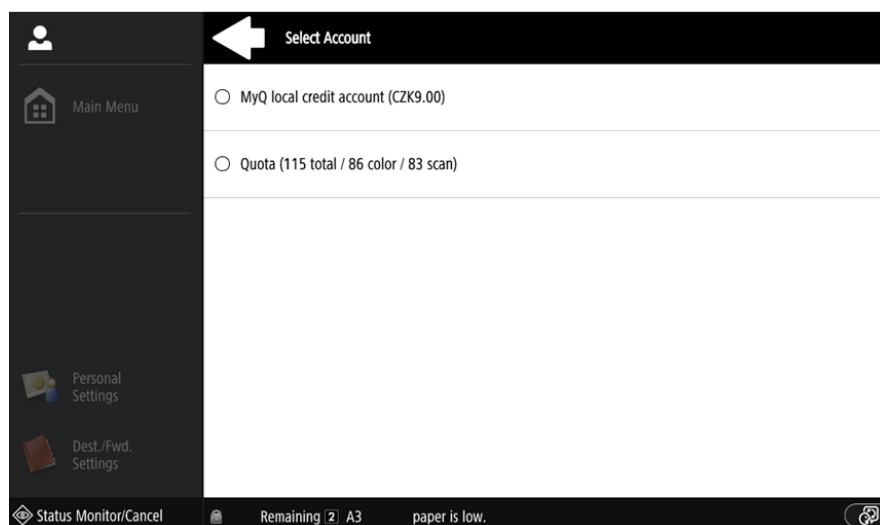 Select Account
Main Menu
MyQ local credit account (CZK9.00)
Quota (115 total / 86 color / 83 scan)
Personal
Settings
Dest./Fwd.
Settings
Status Monitor/Cancel
Remaining 2 A3 paper is low.